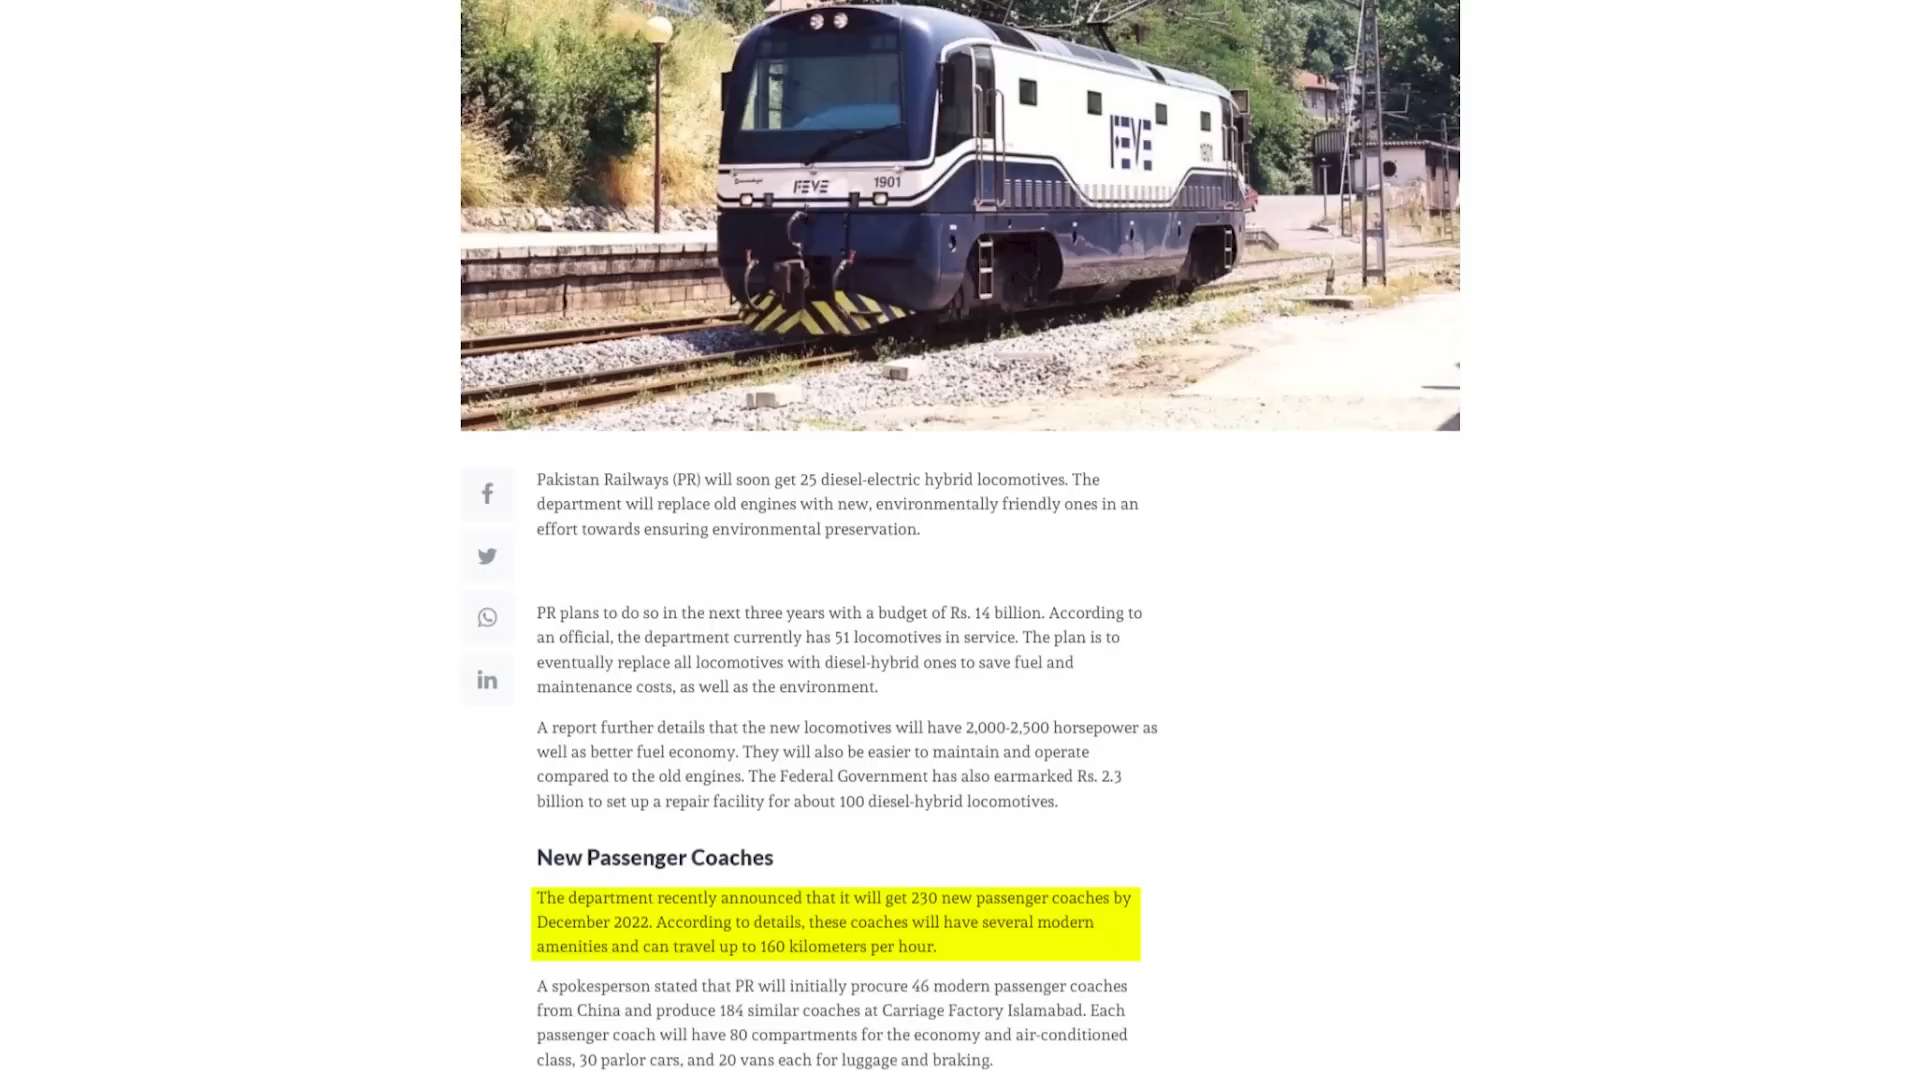 FEVE
FEVE
1901
1901
Pakistan Railways (PR) will soon get 25 diesel-electric hybrid locomotives. The
department will replace old engines with new, environmentally friendly ones in an
effort towards ensuring environmental preservation.
PR plans to do so in the next three years with a budget of Rs. 14 billion. According to
an official, the department currently has 51 locomotives in service. The plan is to
eventually replace all locomotives with diesel-hybrid ones to save fuel and
maintenance costs, as well as the environment.
A report further details that the new locomotives will have 2,000-2,500 horsepower as
well as better fuel economy. They will also be easier to maintain and operate
compared to the old engines. The Federal Government has also earmarked Rs. 2.3
billion to set up a repair facility for about 100 diesel-hybrid locomotives.
New Passenger Coaches
The department recently announced that it will get 230 new passenger coaches by
December 2022. According to details, these coaches will have several modern
amenities and can travel up to 160 kilometers per hour.
A spokesperson stated that PR will initially procure 46 modern passenger coaches
from China and produce 184 similar coaches at Carriage Factory Islamabad. Each
passenger coach will have 80 compartments for the economy and air-conditioned
class, 30 parlor cars, and 20 vans each for luggage and braking.